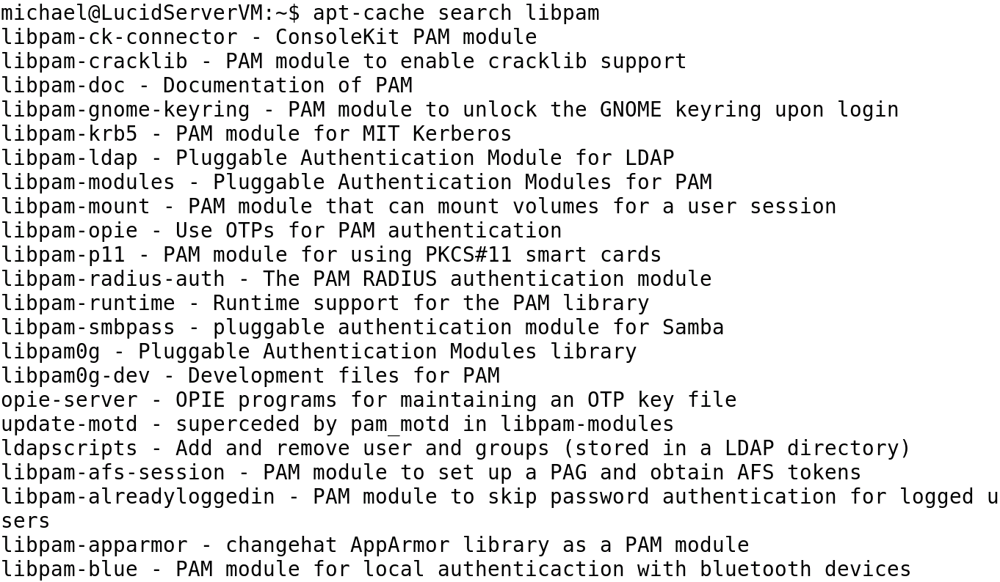 michael@LucidServerVM:~$ apt-cache search libpam
libpam-ck-connector - ConsoleKit PAM module
libpam-cracklib - PAM module to enable cracklib support
libpam-doc - Documentation of PAM
libpam-gnome-keyring - PAM module to unlock the GNOME keyring upon login
libpam-krb5 - PAM module for MIT Kerberos
libpam-ldap - Pluggable Authentication Module for LDAP
libpam-modules - Pluggable Authentication Modules for PAM
libpam-mount - PAM module that can mount volumes for a user session
libpam-opie - Use OTPs for PAM authentication
libpam-p11 - PAM module for using PKCS#11 smart cards
libpam-radius-auth - The PAM RADIUS authentication module
libpam-runtime - Runtime support for the PAM library
libpam-smbpass - pluggable authentication module for Samba
libpam0g - Pluggable Authentication Modules library
libpam0g-dev - Development files for PAM
opie-server - OPIE programs for maintaining an OTP key file
update-motd - superceded by pam_motd in libpam-modules
ldapscripts - Add and remove user and groups (stored in a LDAP directory)
libpam-afs-session - PAM module to set up a PAG and obtain AFS tokens
libpam-alreadyloggedin - PAM module to skip password authentication for logged u
sers
libpam-apparmor - changehat AppArmor library as a PAM module
libpam-blue - PAM module for local authenticaction with bluetooth devices